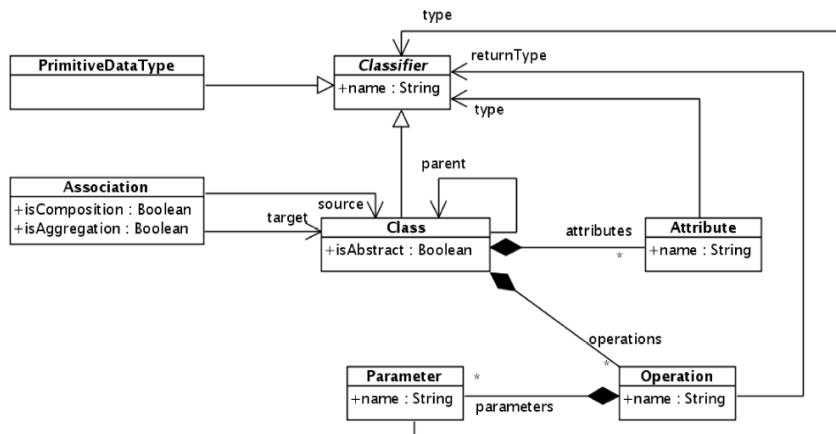 type
PrimitiveDataType
Classifier
+name : String
returnType
type
parent
Association
+isComposition : Boolean
+isAggregation : Boolean
source
target
Class
+isAbstract : Boolean
attributes
*
Attribute
+name : String
operations
*
Parameter
+name : String
*
parameters
Operation
+name : String